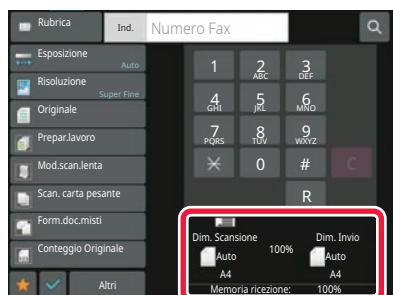 Rubrica
Ind.
Numero Fax
Esposizione
Auto
Risoluzione
Super Fine
Originale
Prepar.lavoro
Mod.scan.lenta
Scan. carta pesante
Form.doc.misti
Conteggio Originale
Altri
1
2
ABC
3
DEF
4
GHI
5
JKL
6
MNO
7
PQRS
8
TUV
9
WXYZ
0
#
C
R
Dim. Scansione
Dim. Invio
Auto
100%
Auto
A4
A4
Memoria ricezione: 100%